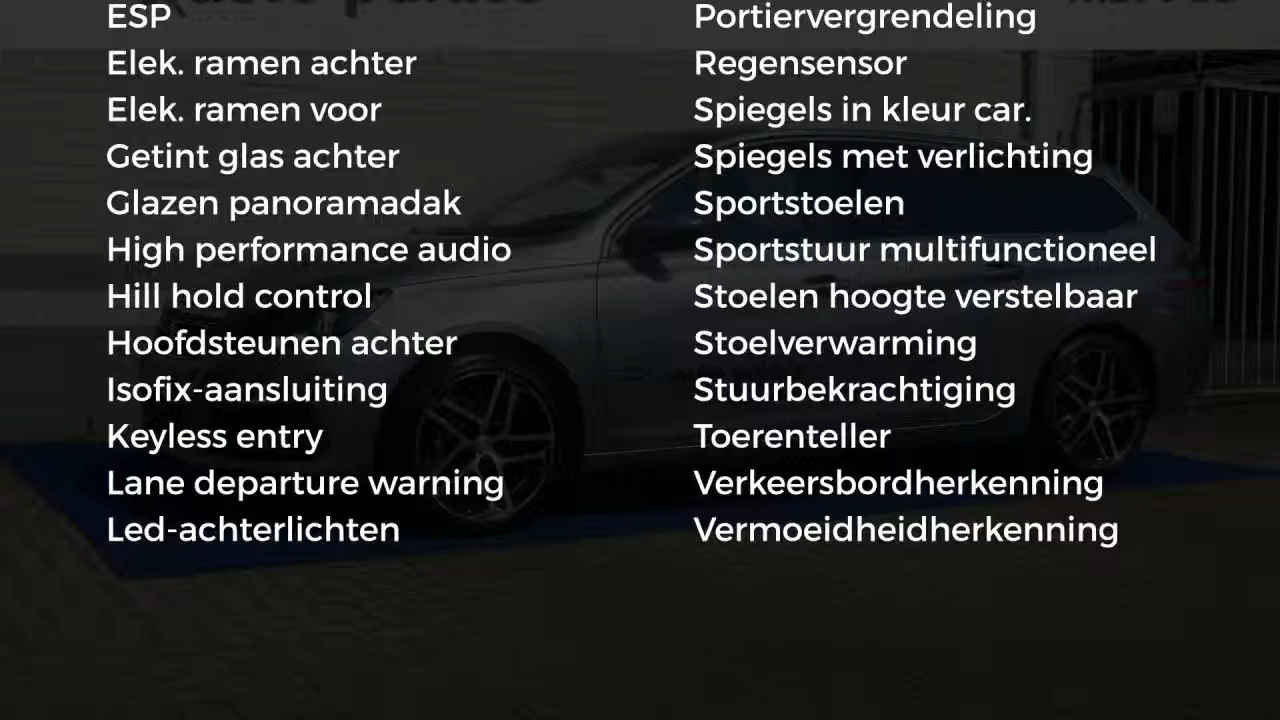 ESP
Elek. ramen achter
Elek. ramen voor
Getint glas achter
Glazen panoramadak
High performance audio
Hill hold control
Hoofdsteunen achter
Isofix-aansluiting
Keyless entry
Lane departure warning
Led-achterlichten
Portiervergrendeling
Regensensor
Spiegels in kleur car.
Spiegels met verlichting
Sportstoelen
Sportstuur multifunctioneel
Stoelen hoogte verstelbaar
Stoelverwarming
Stuurbekrachtiging
Toerenteller
Verkeersbordherkenning
Vermoeidheidherkenning